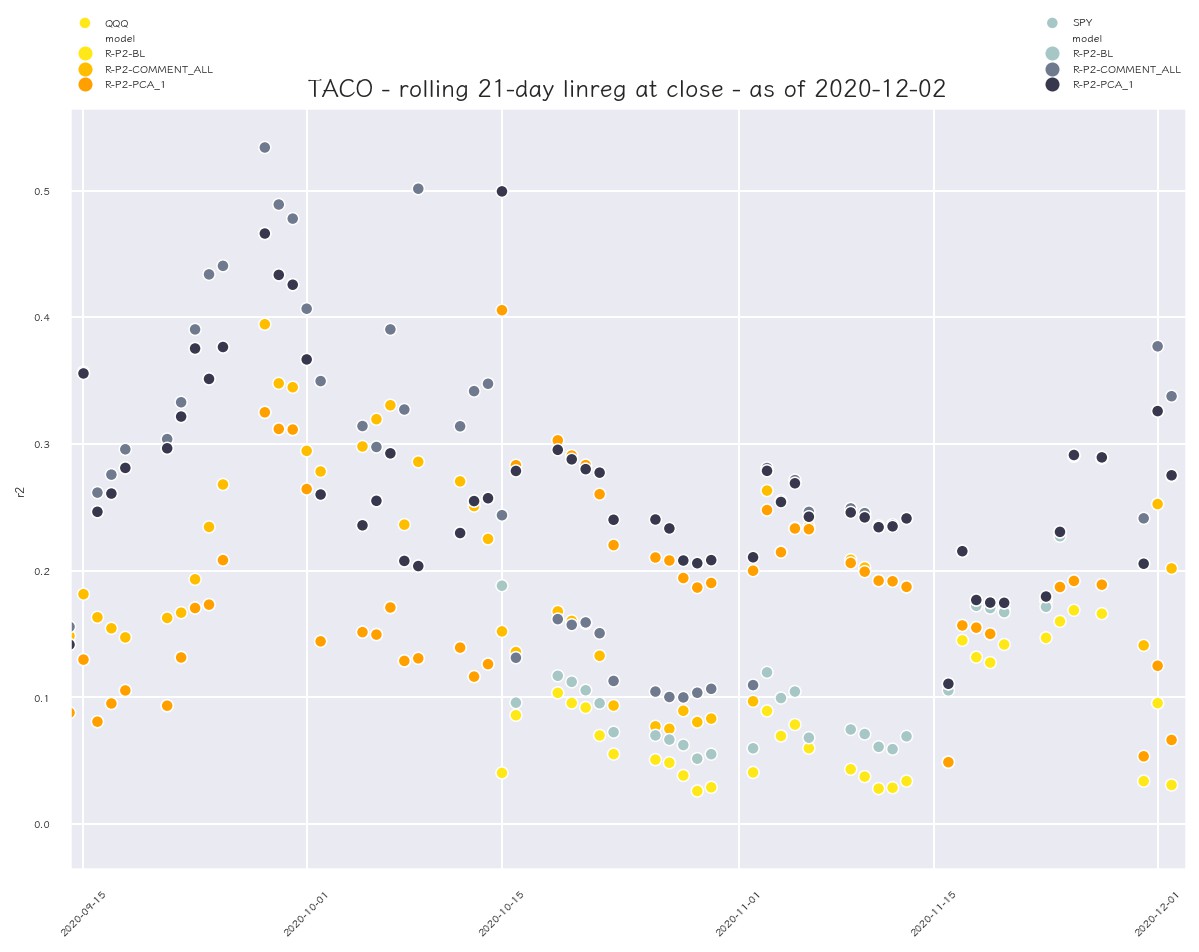 QQQ
model
R-P2-BL
R-P2-COMMENT_ALL
R-P2-PCA_1
SPY
model
R-P2-BL
R-P2-COMMENT_ALL
R-P2-PCA_1
TACO - rolling 21-day linreg at close - as of 2020-12-02
0.5
0.4
0.3
0.2
0.1
0.0
r2
2020-09-15
2020-10-01
2020-10-15
2020-11-01
2020-11-15
2020-12-01